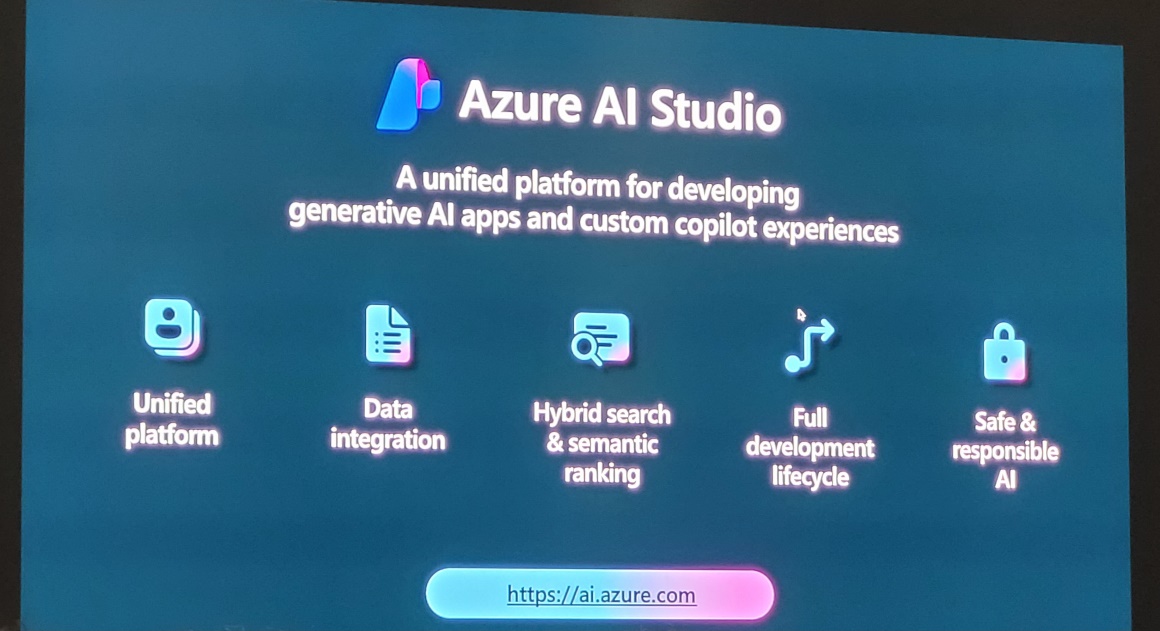 Azure AI Studio
A unified platform for developing
generative AI apps and custom copilot experiences
Unified
platform
Data
integration
Hybrid search
& semantic
ranking
Full
development
lifecycle
Safe &
responsible
AI
https://ai.azure.com